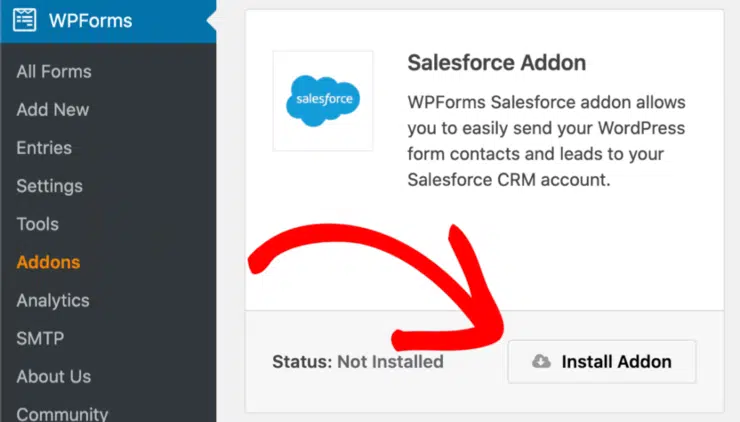 WPForms
All Forms
Add New
Entries
Settings
Tools
Addons
Analytics
SMTP
About Us
Community
salesforce
Salesforce Addon
WPForms Salesforce addon allows
you to easily send your WordPress
form contacts and leads to your
Salesforce CRM account.
Status: Not Installed
Install Addon